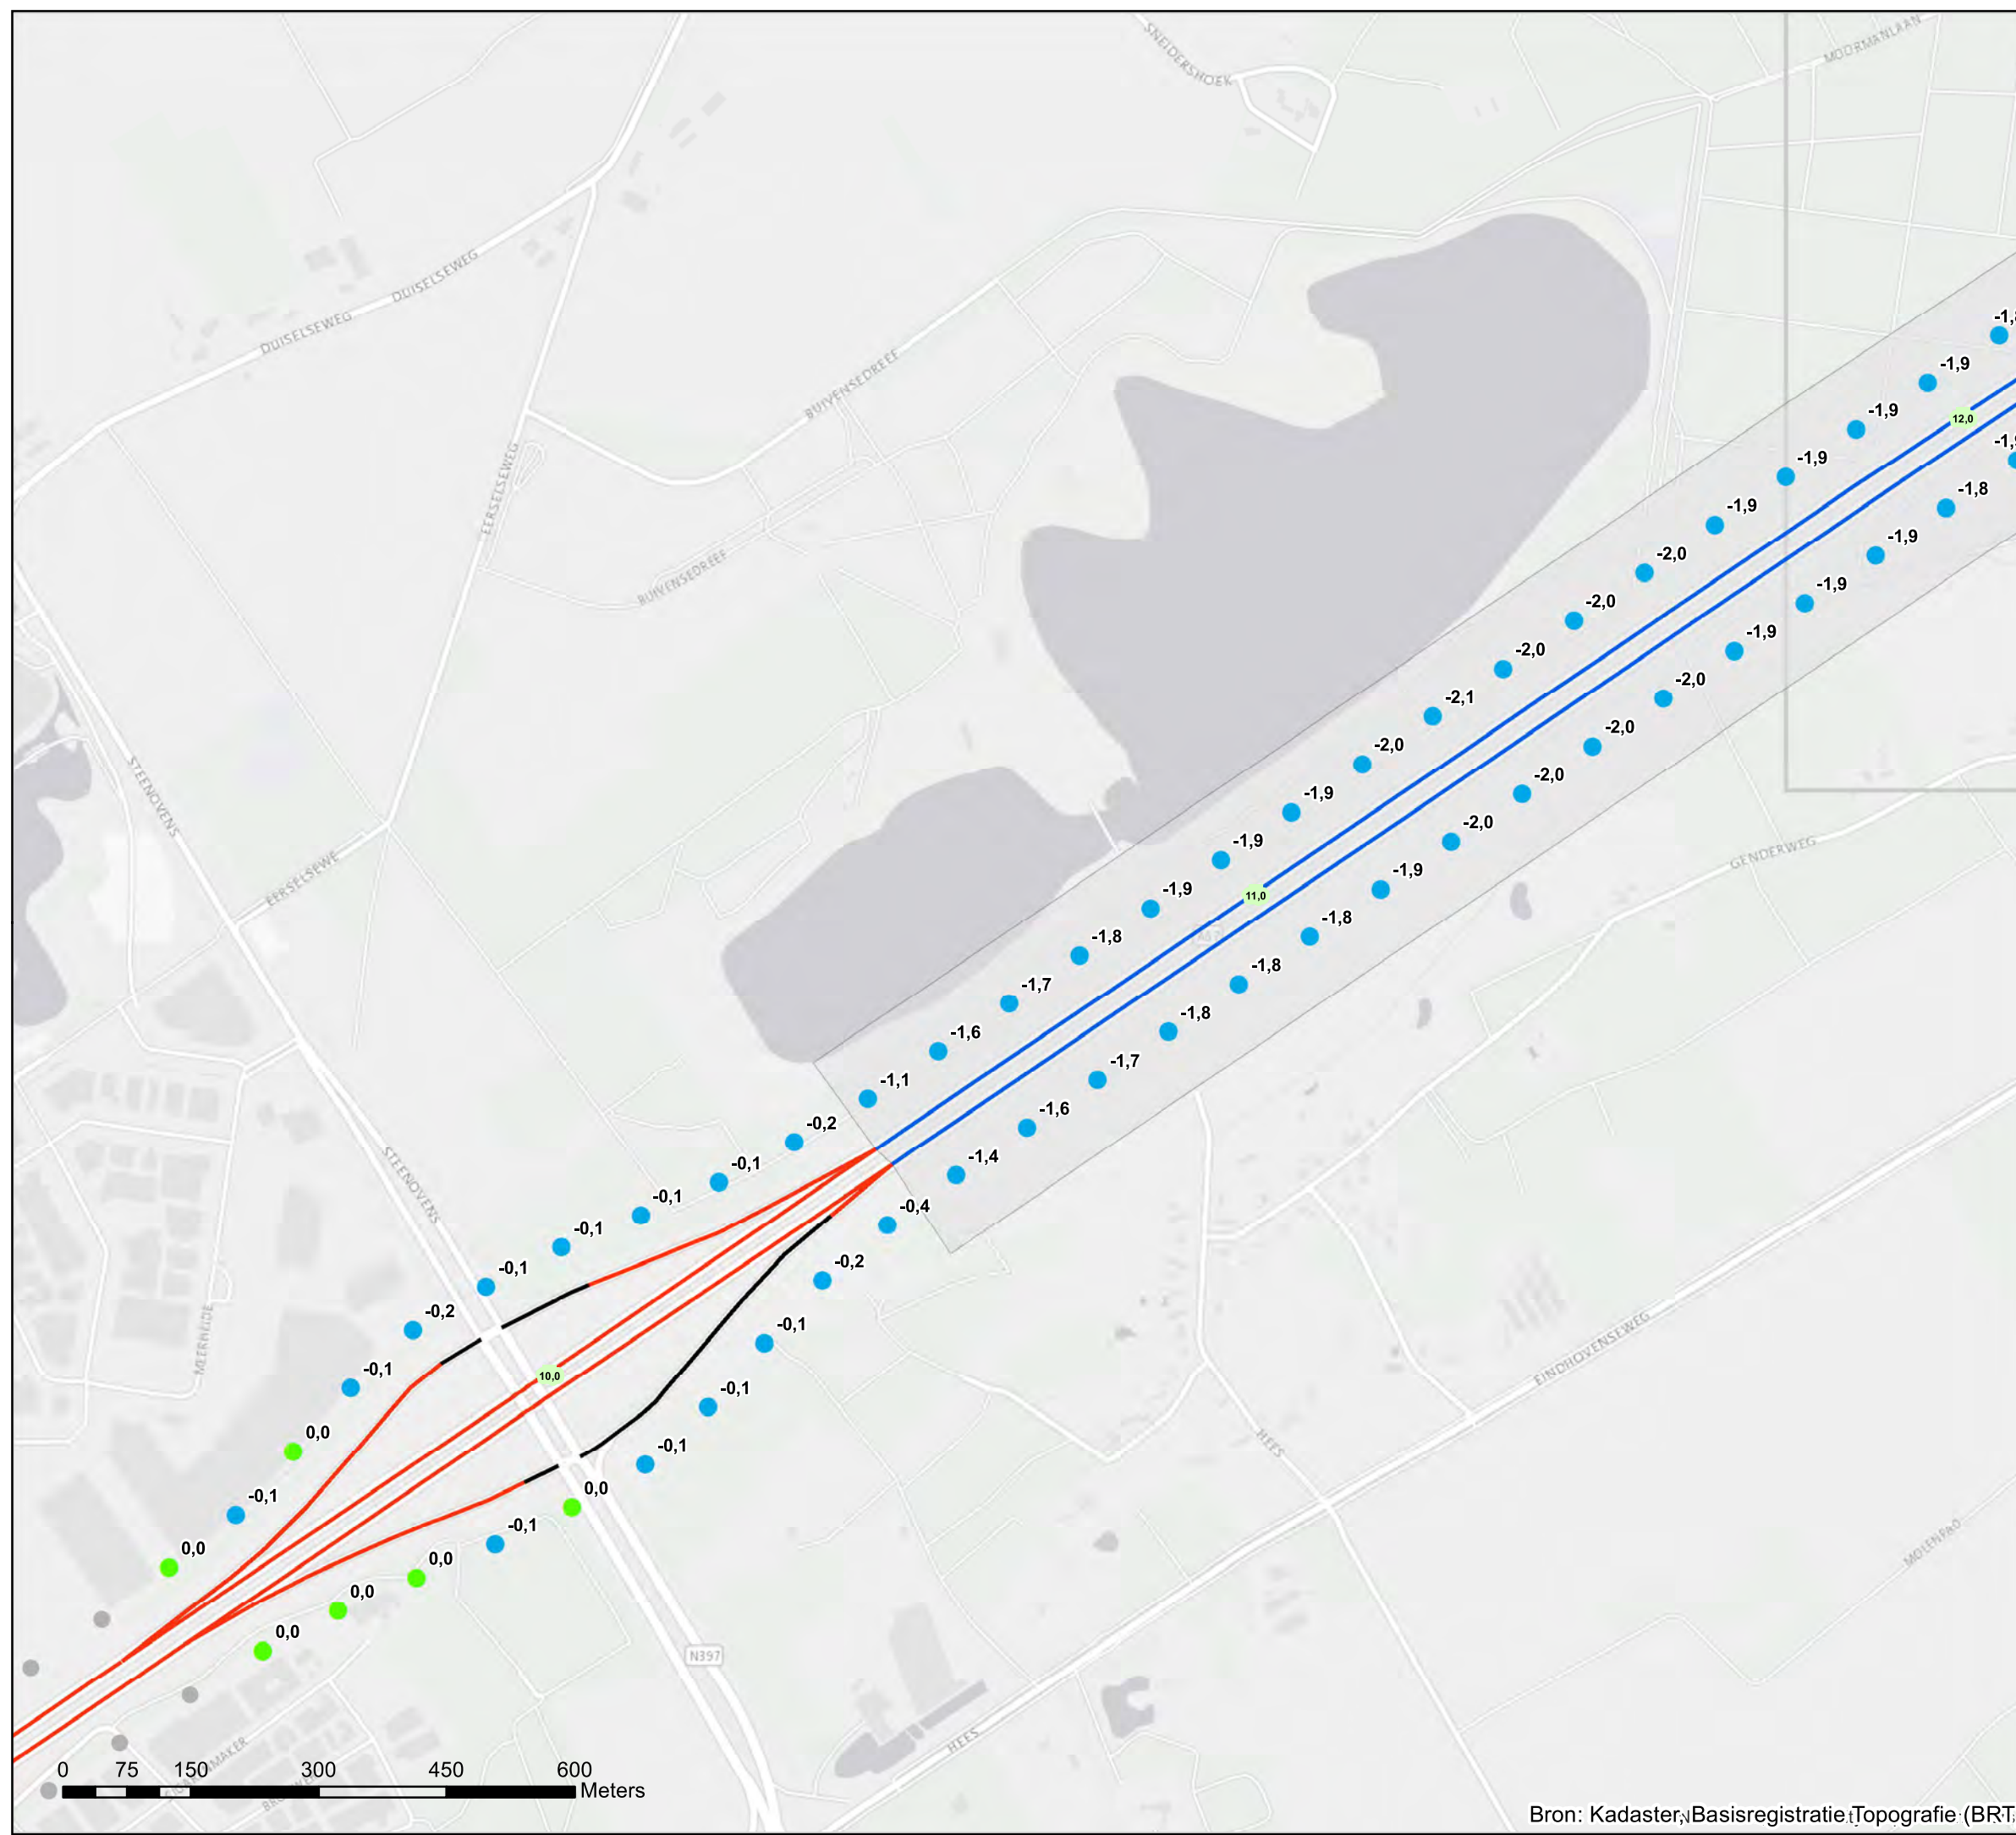 SNEIDERSHOEK
MOORMANLAAN
DUISELSEWEG
DUISELSEWEG
-1,9
-1,9
12,0
BUIVENSEDREEF
-1,9
-1,8
EERSELSEWEG
-1,9
-1,9
-2,0
-1,9
BUIVENSEDREEF
-2,0
-1,9
-2,0
-2,0
-2,1
-2,0
-2,0
-2,0
STEENOVENS
-1,9
-2,0
-1,9
GENDERWEG
EERSELSEWE
-1,9
-1,9
11,0
-1,8
-1,8
-1,7
-1,8
-1,6
-1,8
-1,1
-1,7
-0,2
-1,6
-0,1
-1,4
STEENOVENS
-0,1
-0,4
-0,1
-0,1
-0,2
-0,2
-0,1
MEERHEIDE
EINDHOVENSEWEG
-0,1
10,0
-0,1
0,0
-0,1
HEES
-0,1
0,0
-0,1
0,0
0,0
0,0
0,0
MOLENPAD
N397
HEES
0 75 150 300 450 600
Meters
Bron: Kadaster, Basisregistratie Topografie (BRT